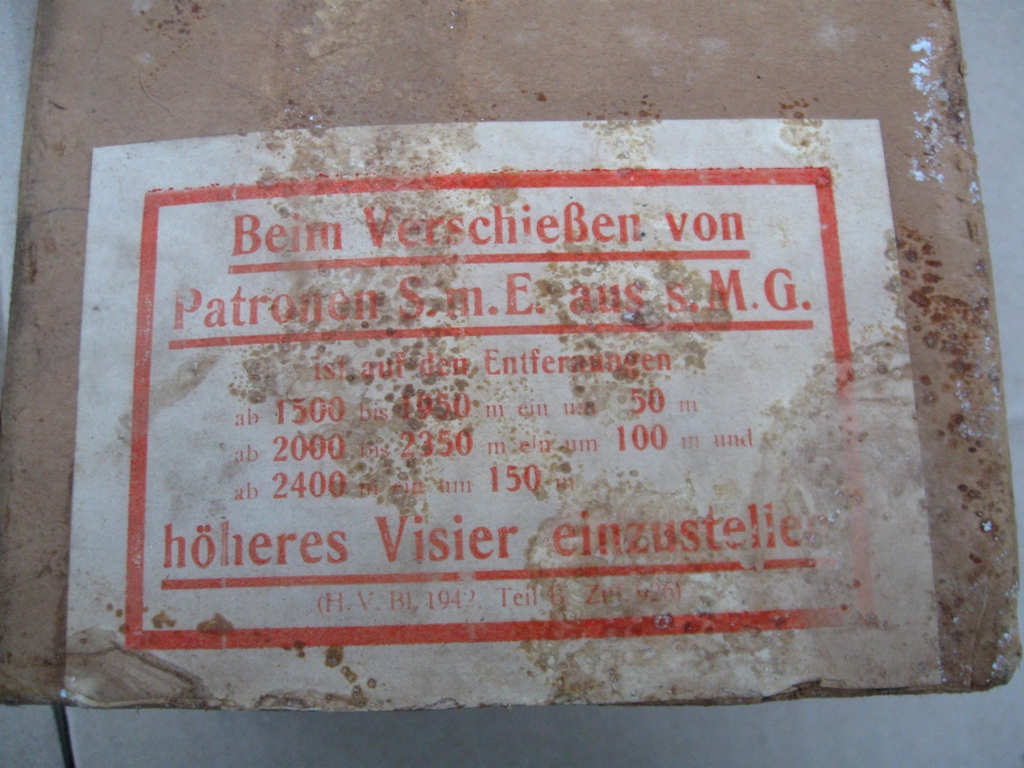 Beim Verschießen von
Patronen S.m.E. aus s.M.G.
ist auf den Entfernungen
ab 1500 bis 1950 m ein um 50 m
ab 2000 bis 2350 m ein um 100 m und
ab 2400 m ein um 150 m
höheres Visier einzustellen
(H. V. Bl. 1942. Teil Ziff.